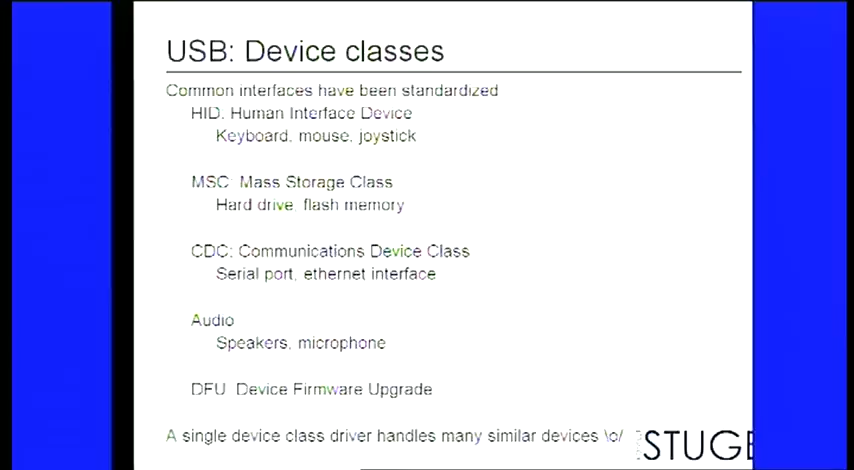 USB: Device classes
Common interfaces have been standardized
HID: Human Interface Device
Keyboard, mouse, joystick
MSC: Mass Storage Class
Hard drive, flash memory
CDC: Communications Device Class
Serial port, ethernet interface
Audio
Speakers, microphone
DFU: Device Firmware Upgrade
A single device class driver handles many similar devices \o/
STUGE